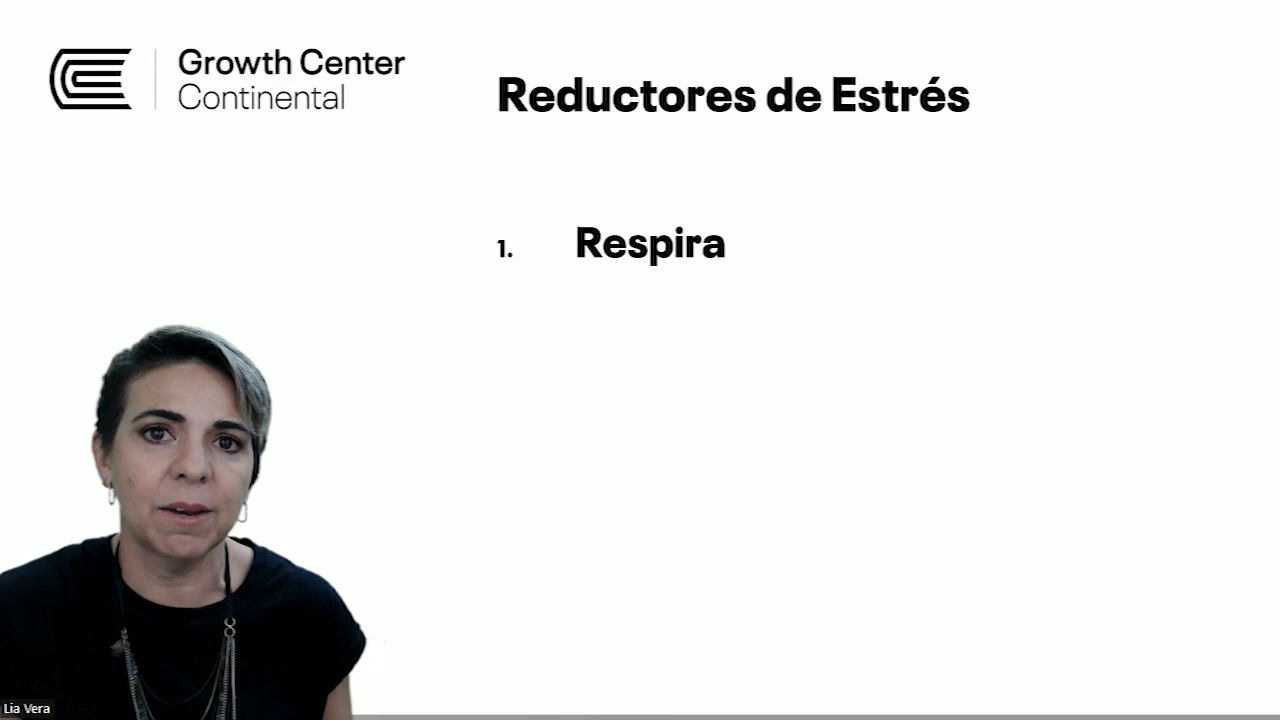 Growth Center
Continental
Reductores de Estrés
1. Respira
Lia Vera